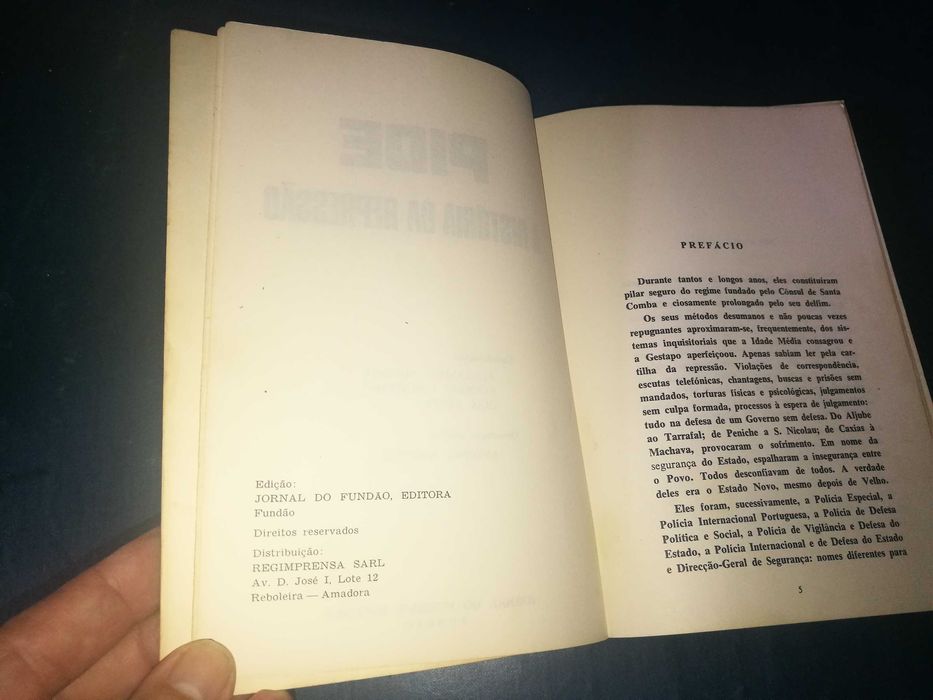 Edição:
JORNAL DO FUNDÃO, EDITORA
Fundão
Direitos reservados
Distribuição:
REGIMPRENSA SARL
Av. D. José I, Lote 12
Reboleira — Amadora
PIDE
HISTÓRIA DA REPRESSÃO
PREFÁCIO
Durante tantos e longos anos, eles constituíram
pilar seguro do regime fundado pelo Cônsul de Santa
Comba e ciosamente prolongado pelo seu delfim.
Os seus métodos desumanos e não poucas vezes
repugnantes aproximaram-se, frequentemente, dos sis-
temas inquisitoriais que a Idade Média consagrou e
a Gestapo aperfeiçoou. Apenas sabiam ler pela car-
tilha da repressão. Violações de correspondência,
escutas telefónicas, chantagens, buscas e prisões sem
mandados, torturas físicas e psicológicas, julgamentos
sem culpa formada, processos à espera de julgamento:
tudo na defesa de um Governo sem defesa. Do Aljube
ao Tarrafal; de Peniche a S. Nicolau; de Caxias à
Machava, provocaram o sofrimento. Em nome da
segurança do Estado, espalharam a insegurança entre
o Povo. Todos desconfiavam de todos. A verdade
deles era o Estado Novo, mesmo depois de Velho.
Eles foram, sucessivamente, a Polícia Especial, a
Polícia Internacional Portuguesa, a Polícia de Defesa
Política e Social, a Polícia de Vigilância e Defesa do
Estado, a Polícia Internacional e de Defesa do Estado
e Direcção-Geral de Segurança: nomes diferentes para
5